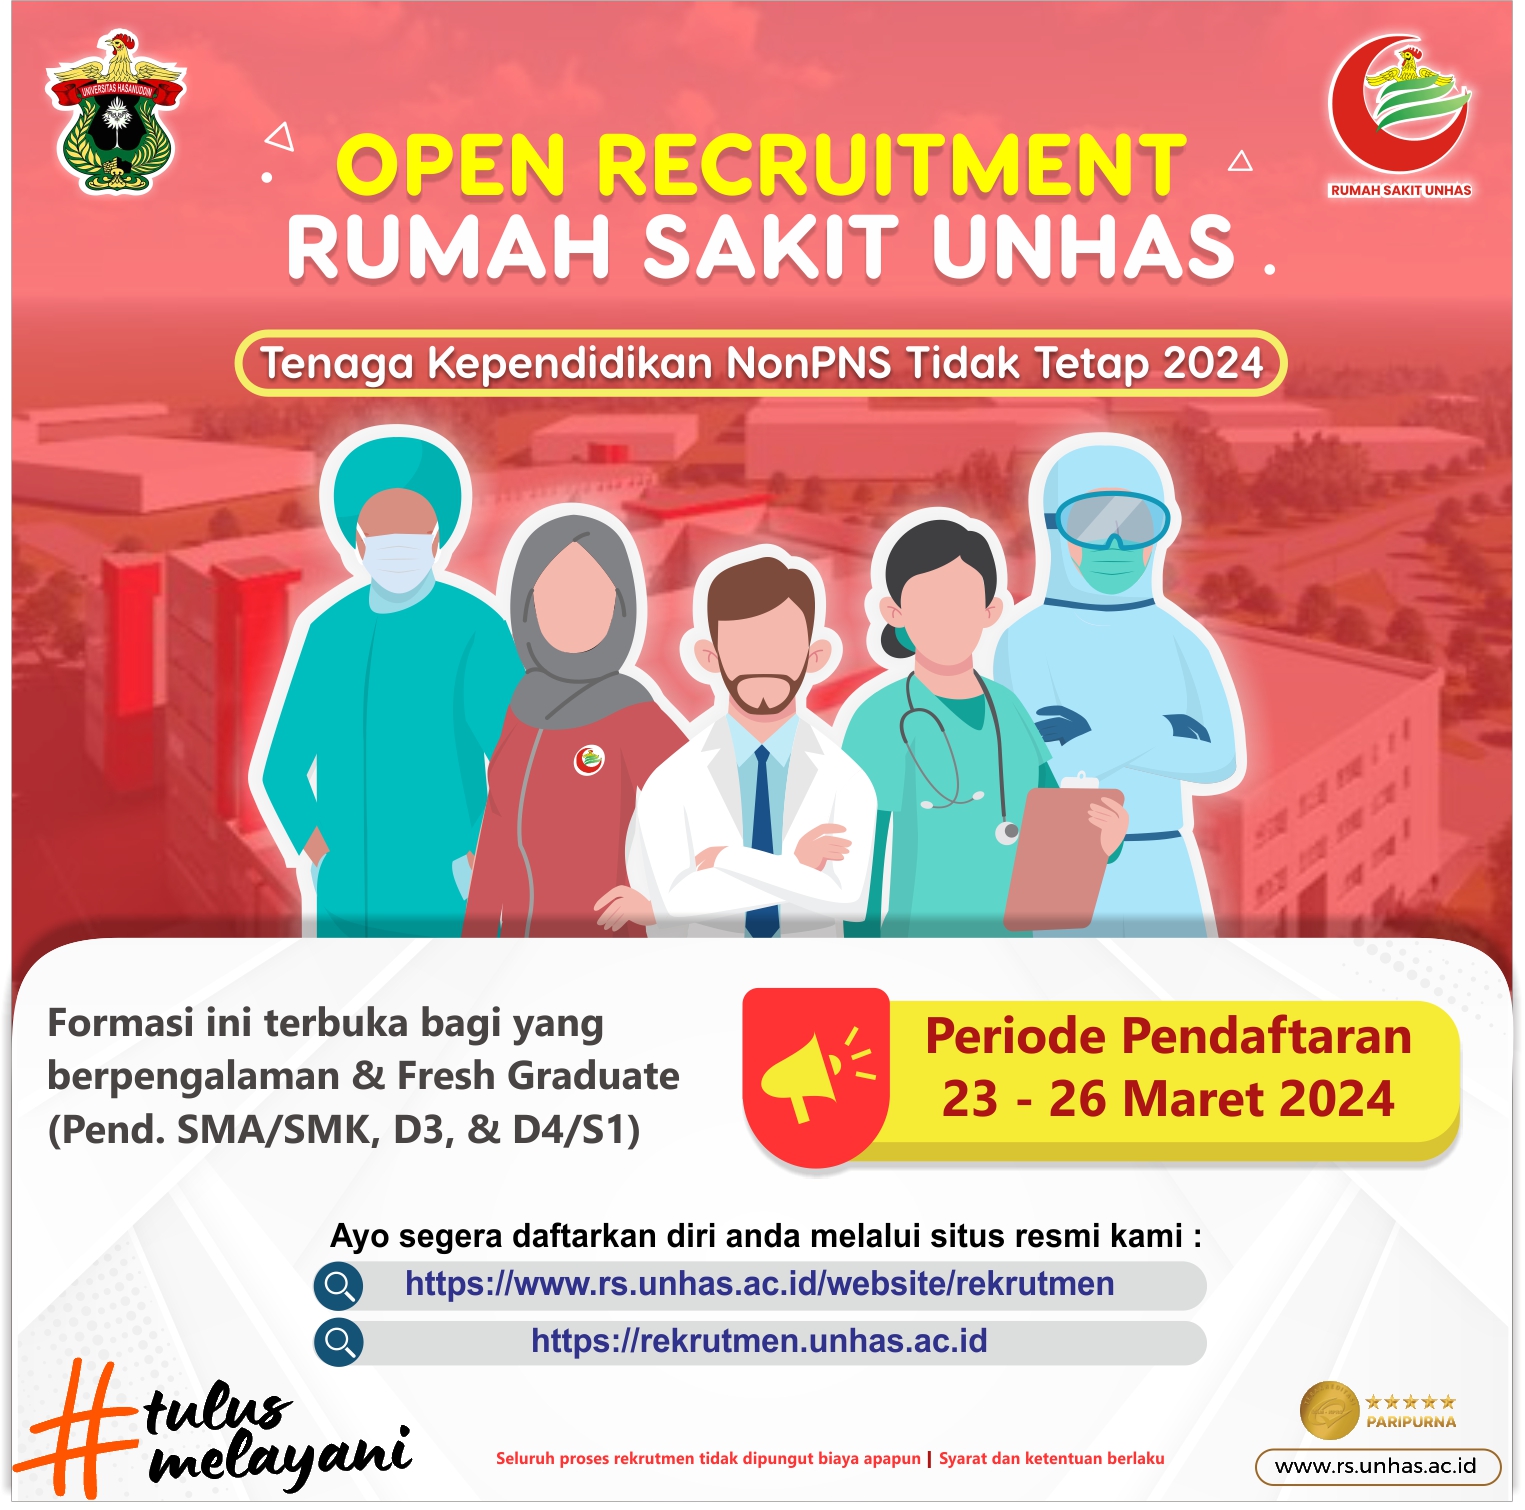 UNIVERSITAS HASANUDDIN
RUMAH SAKIT UNHAS
OPEN RECRUITMENT
RUMAH SAKIT UNHAS
Tenaga Kependidikan NonPNS Tidak Tetap 2024
Formasi ini terbuka bagi yang
berpengalaman & Fresh Graduate
(Pend. SMA/SMK, D3, & D4/S1)
Periode Pendaftaran
23 - 26 Maret 2024
Ayo segera daftarkan diri anda melalui situs resmi kami :
https://www.rs.unhas.ac.id/website/rekrutmen
https://rekrutmen.unhas.ac.id
#tulus
melayani
Seluruh proses rekrutmen tidak dipungut biaya apapun | Syarat dan ketentuan berlaku
PARIPURNA
www.rs.unhas.ac.id